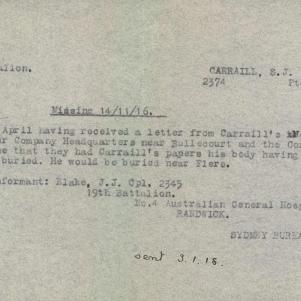 alion. CARRAILL, S.J.
2374 Pt
Missing 14/11/16.
April having received a letter from Carraill's
r Company Headquarters near Bullecourt and the Co
e that they had Carraill's papers his body having
buried. He would be buried near Flers.
formant: Blake, J.J. Cpl. 2345
19th Battalion.
No.4 Australian General Hosp
RANDWICK.
SYDNEY BUREA
sent 3.1.18.